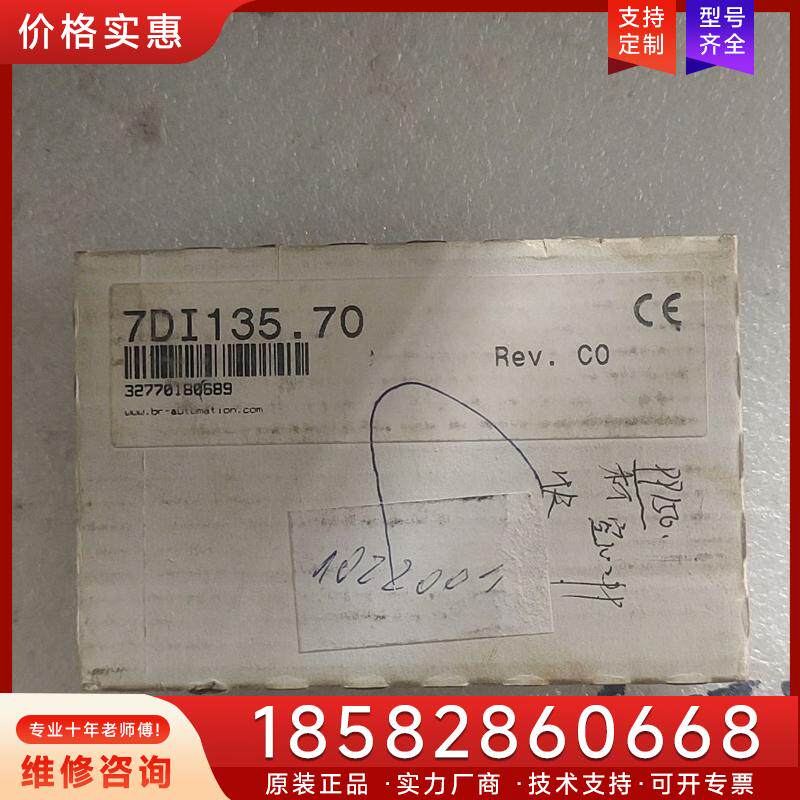 价格实惠
支持
定制
型号
齐全
CE
7DI135.70
Rev. C0
32770180689
www.br-automation.com
专业十年老师傅!
维修咨询
18582860668
原装正品 ·实力厂商 ·技术支持·可开专票